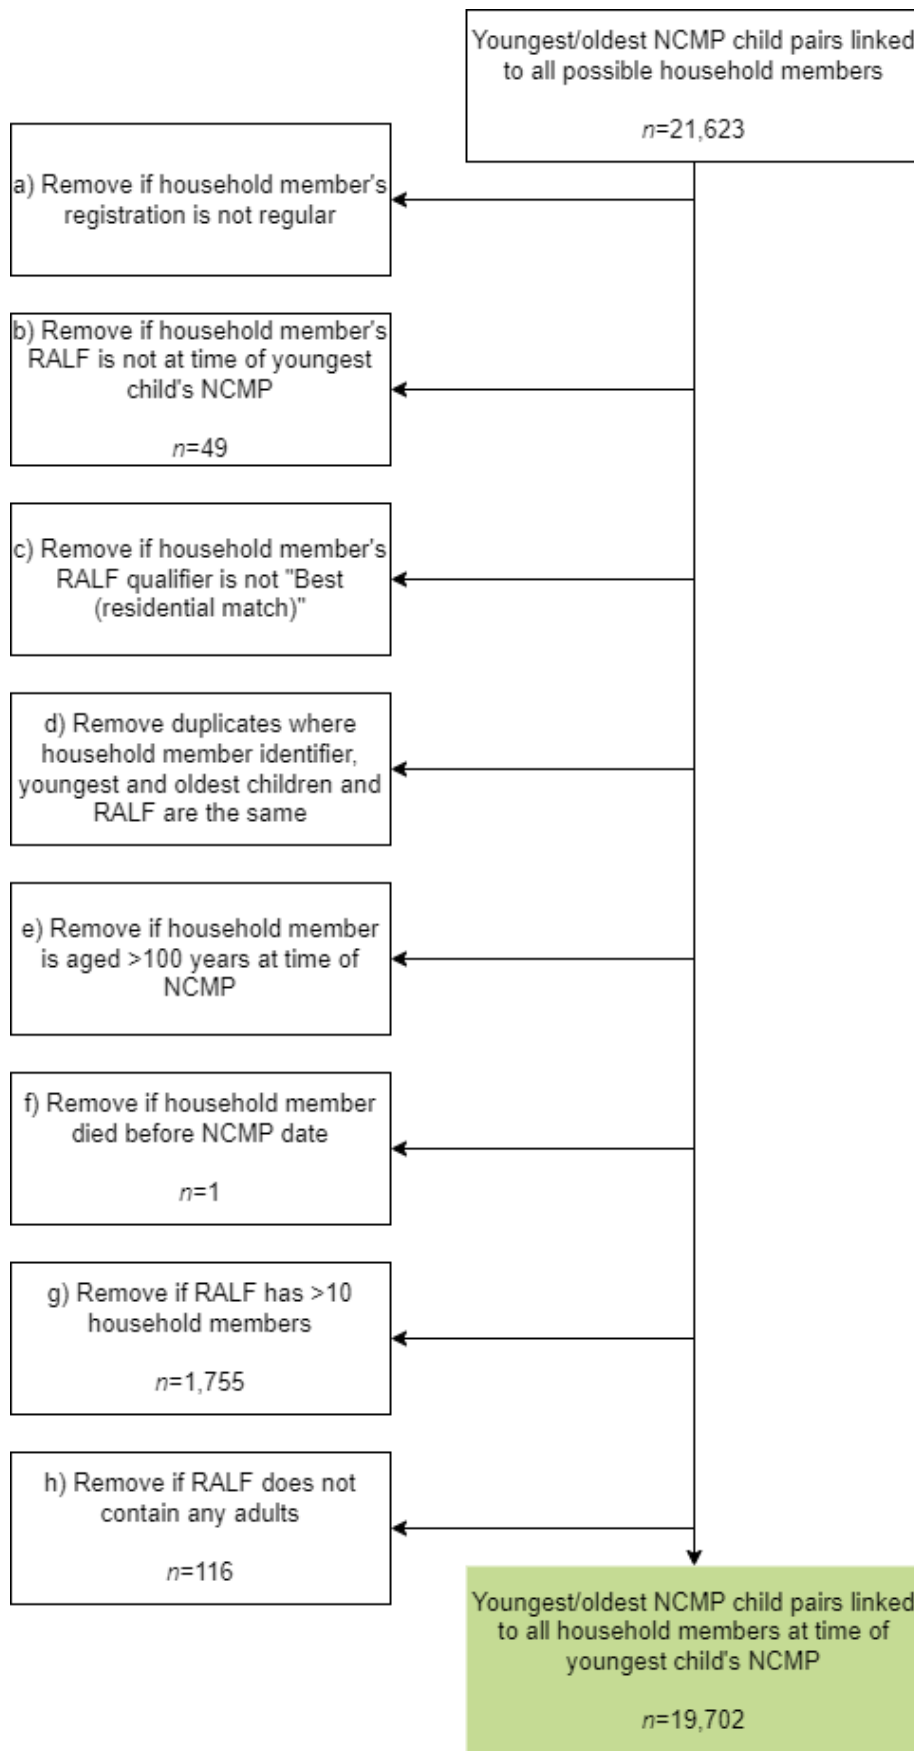 Youngest/oldest NCMP child pairs linked
to all possible household members
n=21,623
a) Remove if household member's
registration is not regular
b) Remove if household member's
RALF is not at time of youngest
child's NCMP
n=49
c) Remove if household member's
RALF qualifier is not "Best
(residential match)"
d) Remove duplicates where
household member identifier,
youngest and oldest children and
RALF are the same
e) Remove if household member
is aged >100 years at time of
NCMP
f) Remove if household member
died before NCMP date
n=1
g) Remove if RALF has >10
household members
n=1,755
h) Remove if RALF does not
contain any adults
n=116
Youngest/oldest NCMP child pairs linked
to all household members at time of
youngest child's NCMP
n=19,702